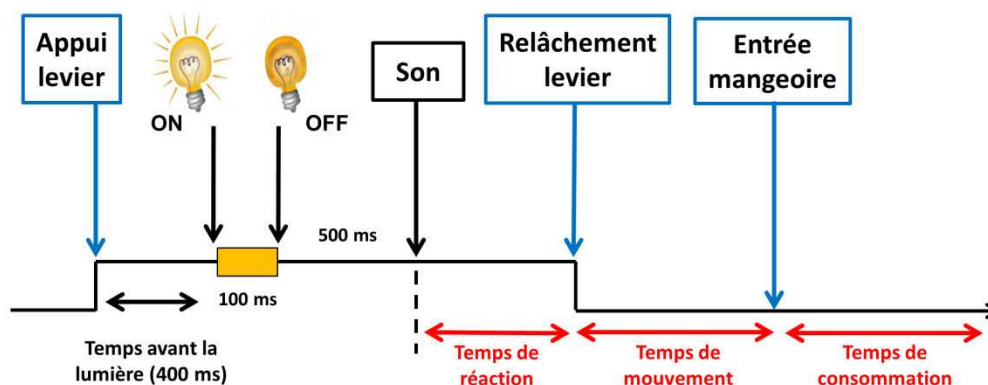 Appui
levier
ON
OFF
Son
Relâchement
levier
Entrée
mangeoire
500 ms
100 ms
Temps avant la
lumière (400 ms)
Temps de
réaction
Temps de
mouvement
Temps de
consommation